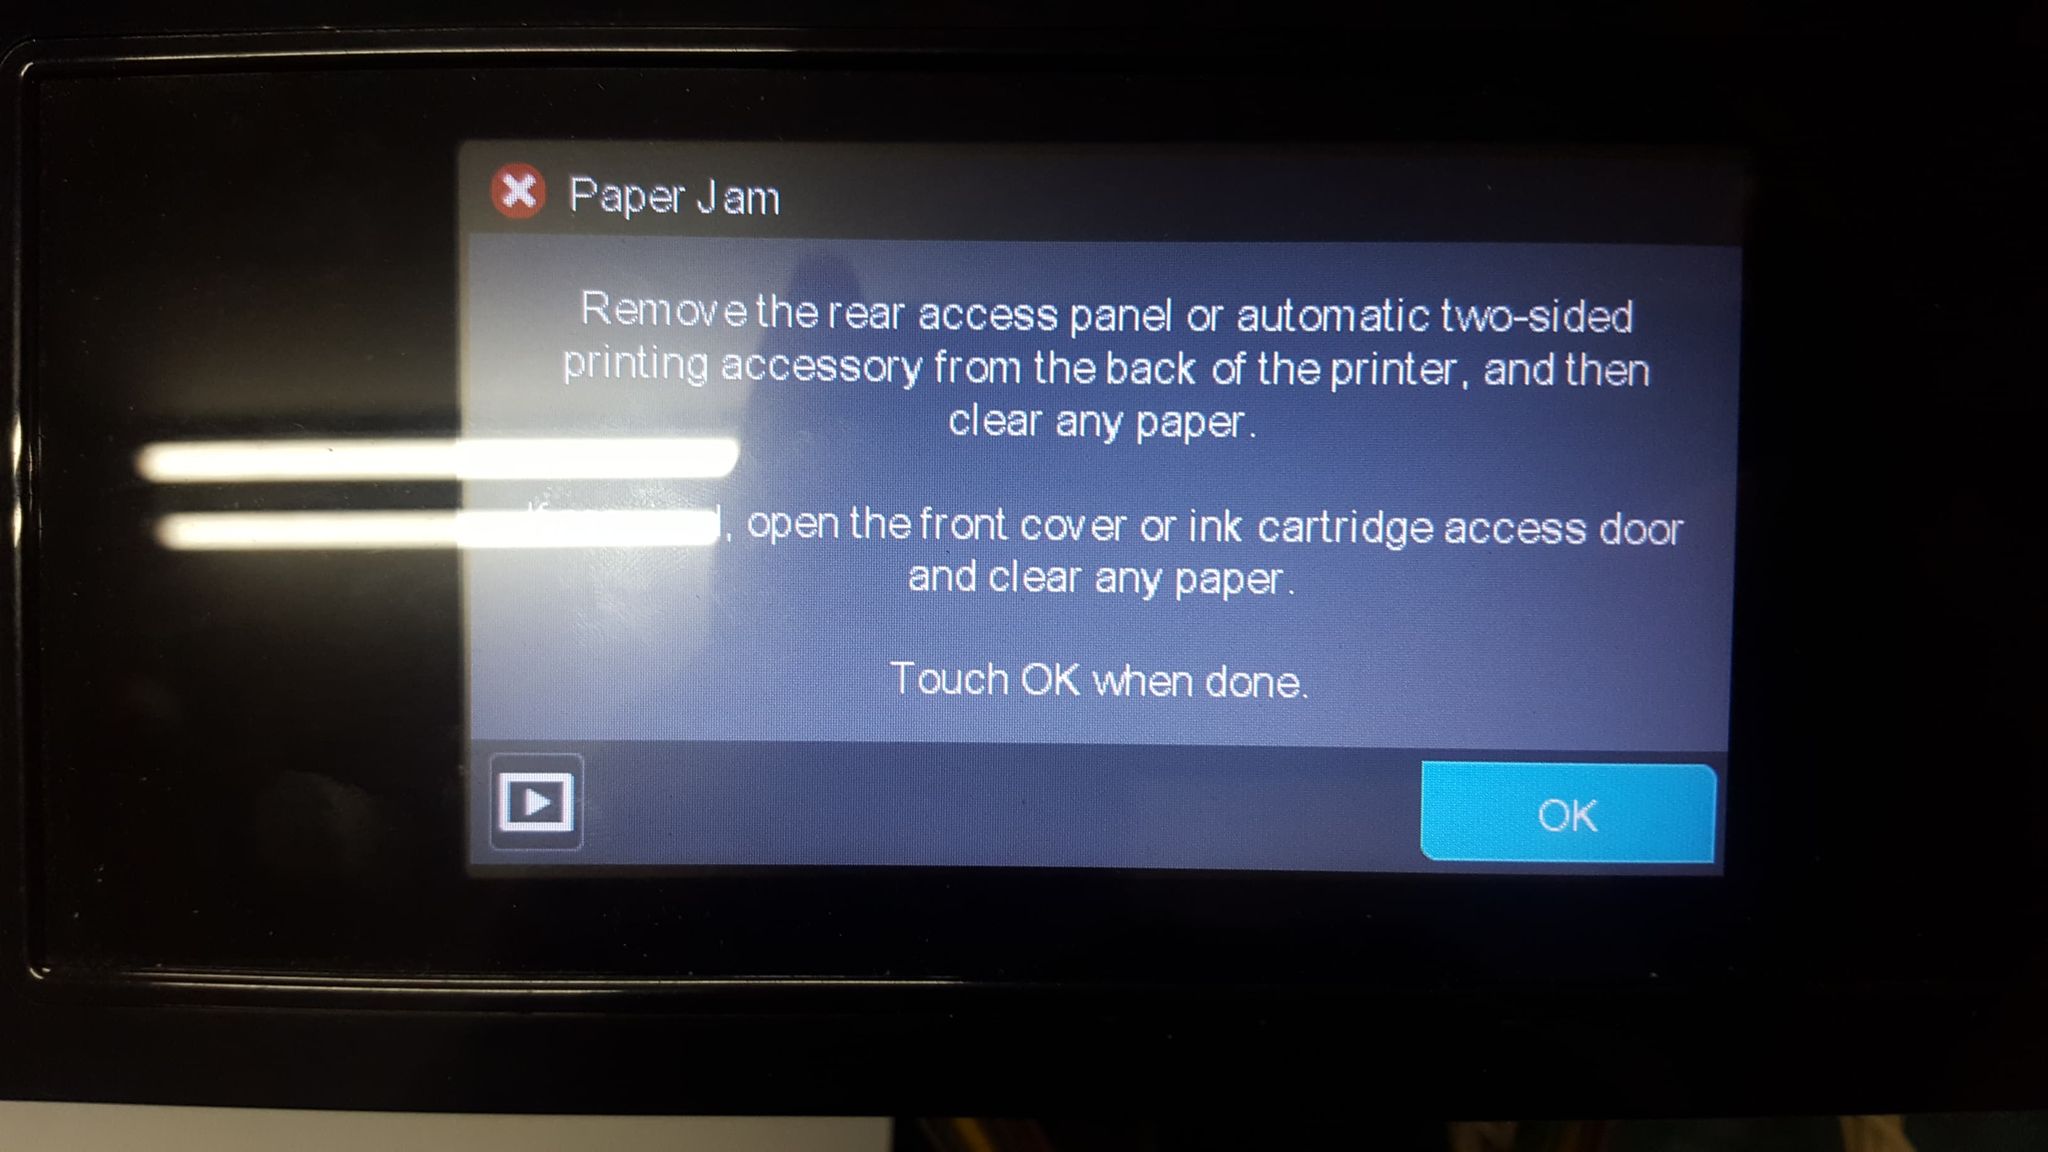 Paper Jam
Remove the rear access panel or automatic two-sided
printing accessory from the back of the printer, and then
clear any paper.
If , open the front cover or ink cartridge access door
and clear any paper.
Touch OK when done.
OK